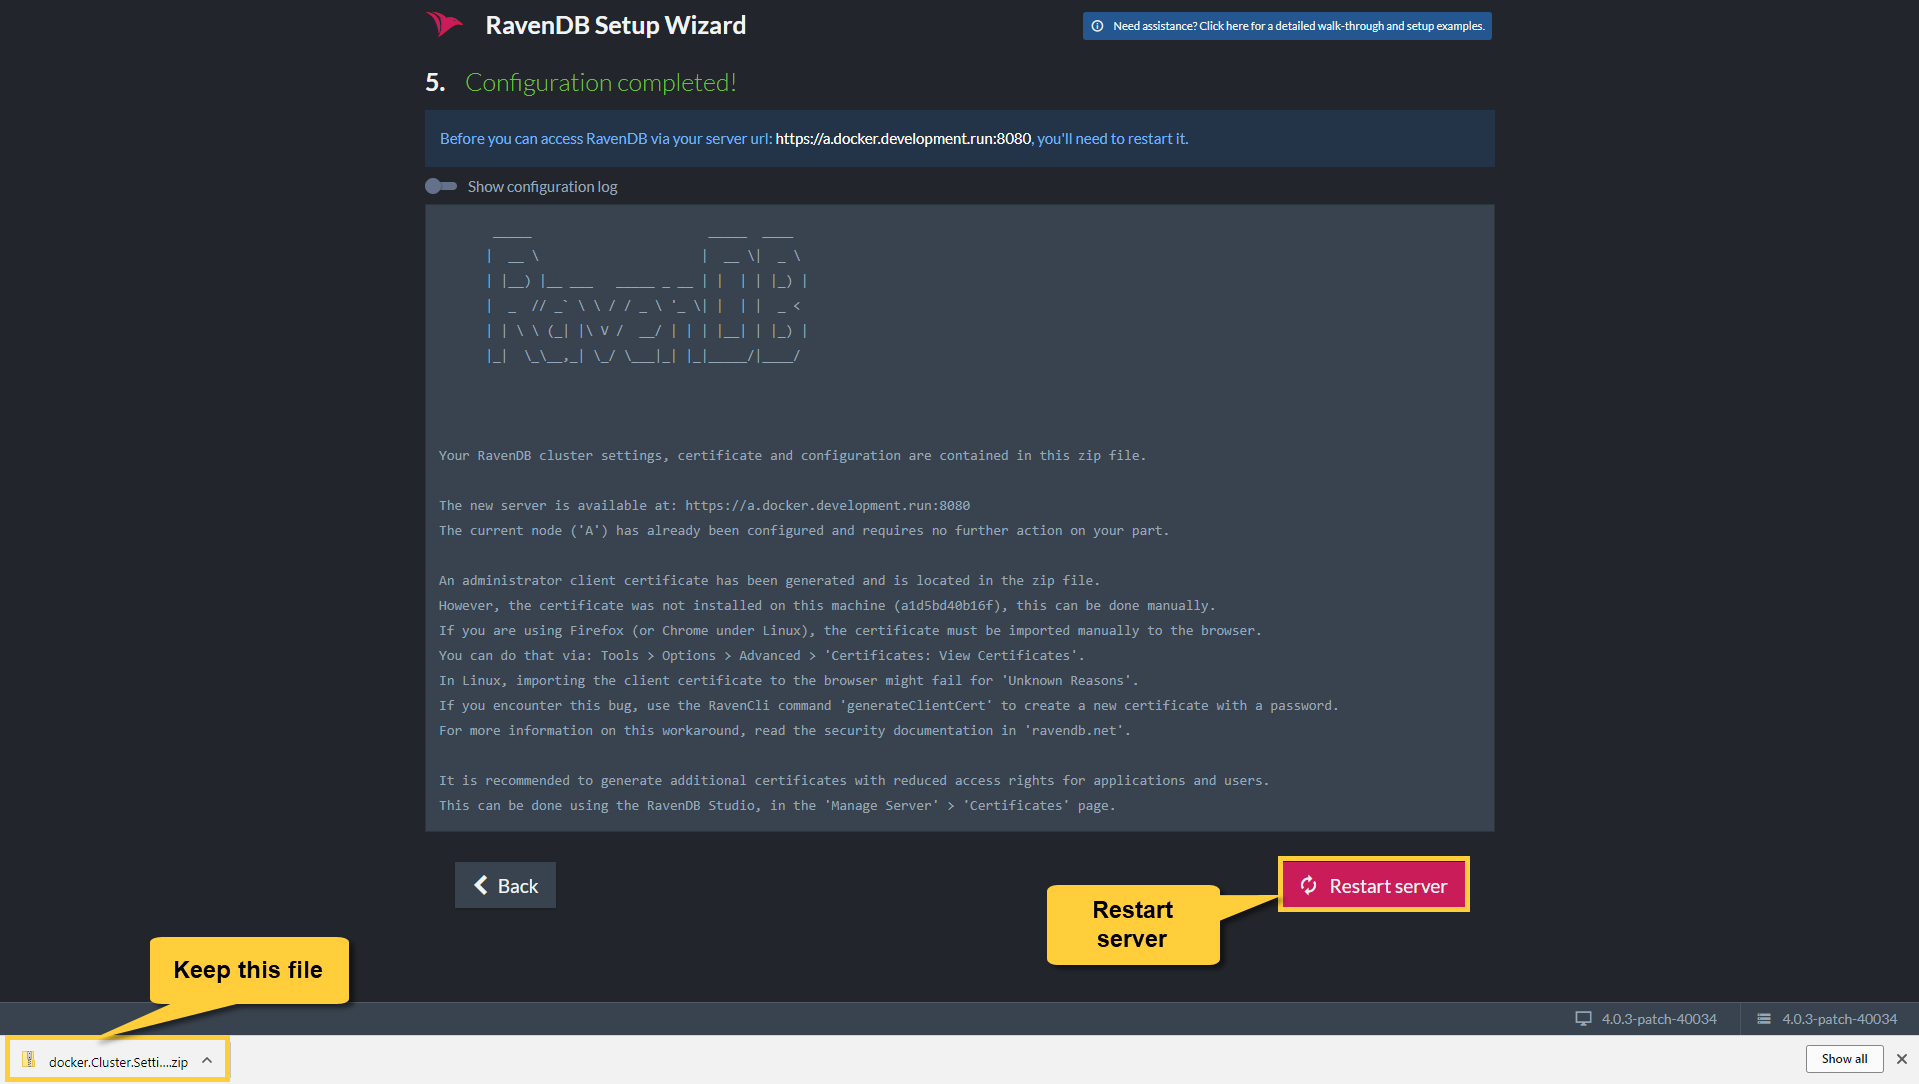 RavenDB Setup Wizard
Need assistance? Click here for a detailed walk-through and setup examples.
5. Configuration completed!
Before you can access RavenDB via your server url: https://a.docker.development.run:8080, you'll need to restart it.
Show configuration log
Your RavenDB cluster settings, certificate and configuration are contained in this zip file.
The new server is available at: https://a.docker.development.run:8080
The current node ('A') has already been configured and requires no further action on your part.
An administrator client certificate has been generated and is located in the zip file.
However, the certificate was not installed on this machine (a1d5bd40b16f), this can be done manually.
If you are using Firefox (or Chrome under Linux), the certificate must be imported manually to the browser.
You can do that via: Tools > Options > Advanced > 'Certificates: View Certificates'.
In Linux, importing the client certificate to the browser might fail for 'Unknown Reasons'.
If you encounter this bug, use the RavenCli command 'generateClientCert' to create a new certificate with a password.
For more information on this workaround, read the security documentation in 'ravendb.net'.
It is recommended to generate additional certificates with reduced access rights for applications and users.
This can be done using the RavenDB Studio, in the 'Manage Server' > 'Certificates' page.
Back
Restart server
Restart
server
Keep this file
4.0.3-patch-40034
4.0.3-patch-40034
docker.Cluster.Setti....zip
Show all